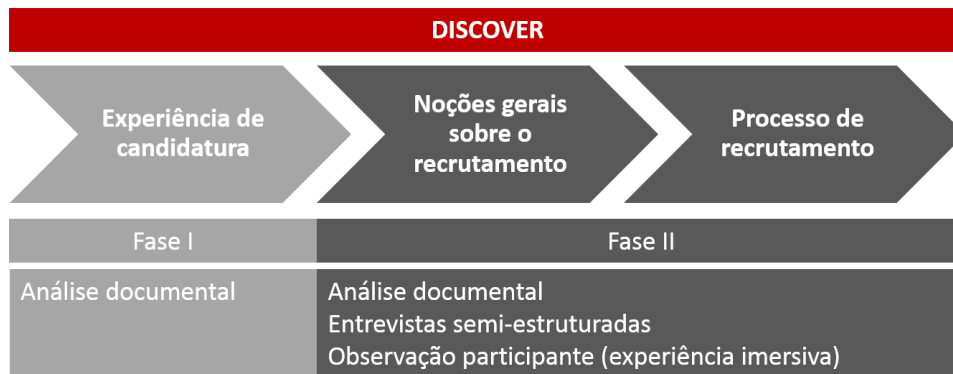 DISCOVER
Experiência de
candidatura
Noções gerais
sobre o
recrutamento
Processo de
recrutamento
Fase I
Fase II
Análise documental
Análise documental
Entrevistas semi-estruturadas
Observação participante (experiência imersiva)